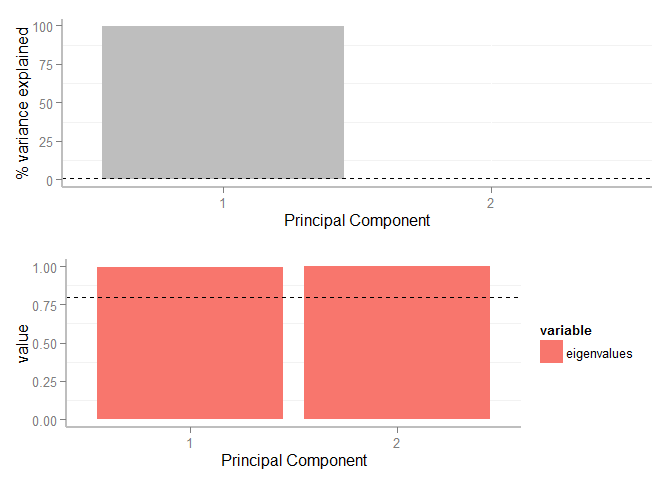 % variance explained
100
75
50
25
0
1
2
Principal Component
value
1.00
0.75
0.50
0.25
0.00
1
2
Principal Component
variable
eigenvalues